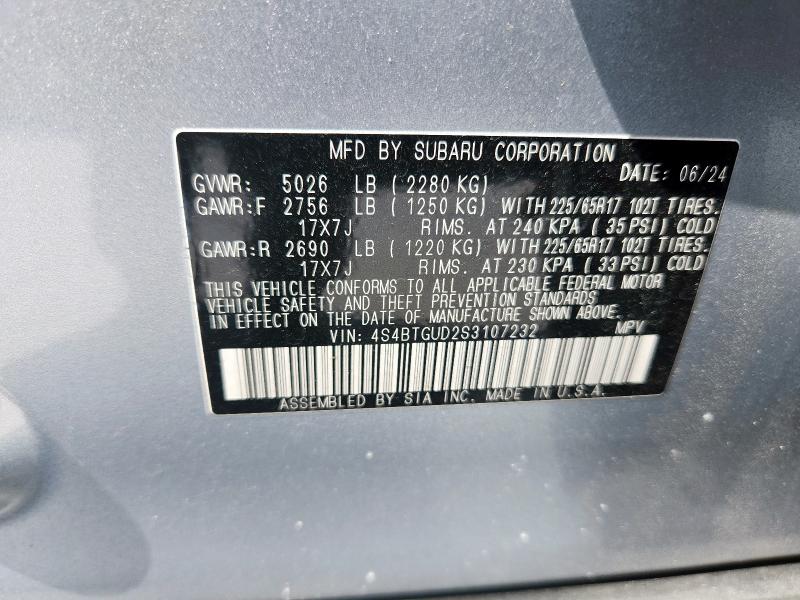 MFD BY SUBARU CORPORATION
DATE: 06/24
GVWR: 5026 LB ( 2280 KG)
GAWR:F 2756 LB ( 1250 KG) WITH 225/65R17 102T TIRES.
17X7J RIMS. AT 240 KPA ( 35 PSI) COLD
GAWR:R 2690 LB ( 1220 KG) WITH 225/65R17 102T TIRES.
17X7J RIMS. AT 230 KPA ( 33 PSI) COLD
THIS VEHICLE CONFORMS TO ALL APPLICABLE FEDERAL MOTOR
VEHICLE SAFETY AND THEFT PREVENTION STANDARDS
IN EFFECT ON THE DATE OF MANUFACTURE SHOWN ABOVE.
VIN: 4S4BTGUD2S3107232 MPV
ASSEMBLED BY SIA INC. MADE IN U.S.A.